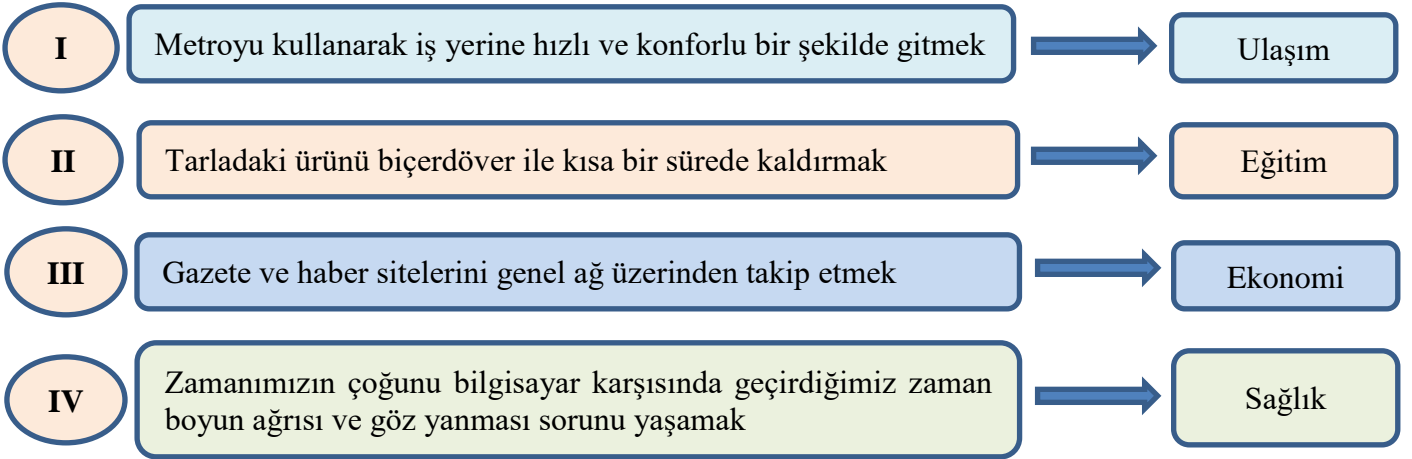 I
Metroyu kullanarak iş yerine hızlı ve konforlu bir şekilde gitmek
Ulaşım
II
Tarladaki ürünü biçerdöver ile kısa bir sürede kaldırmak
Eğitim
III
Gazete ve haber sitelerini genel ağ üzerinden takip etmek
Ekonomi
IV
Zamanımızın çoğunu bilgisayar karşısında geçirdiğimiz zaman
boyun ağrısı ve göz yanması sorunu yaşamak
Sağlık